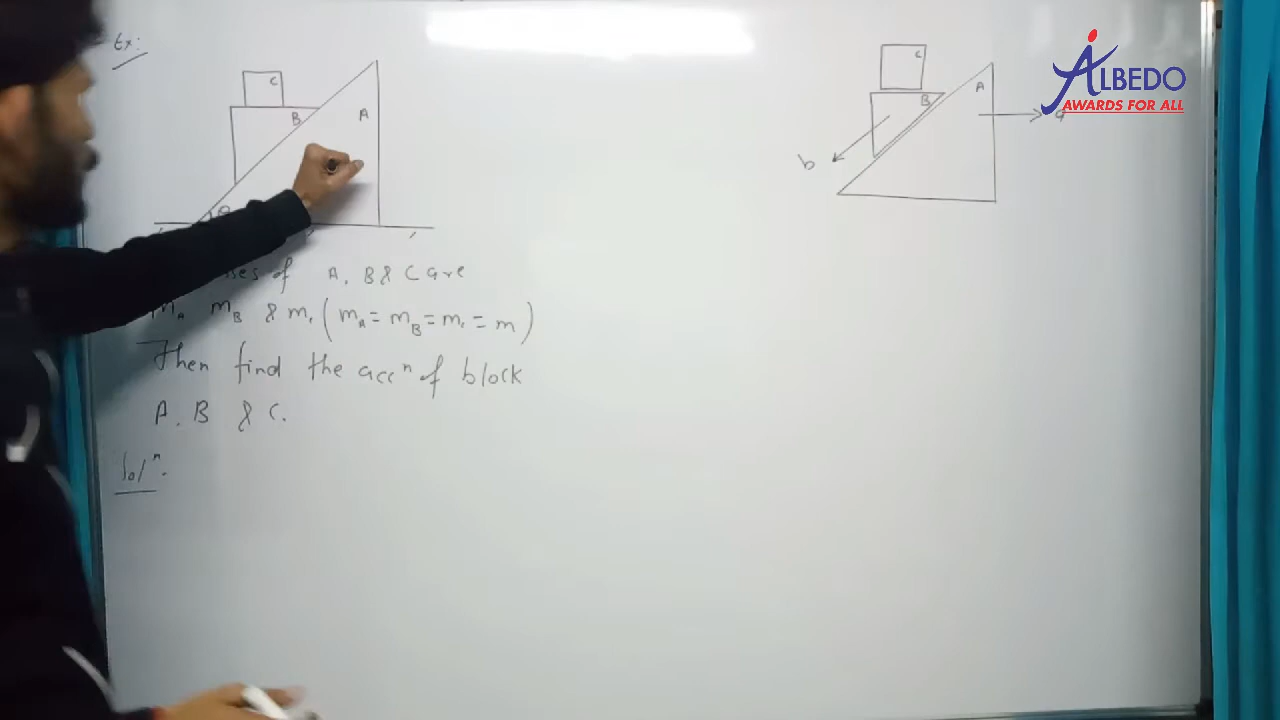 Ex:
C
B
A
θ
C
B
A
a
b
ALBEDO
AWARDS FOR ALL
of A, B & C are
mA mB & mc (mA = mB = mc = m)
Then find the accⁿ of block
A, B & C.
Solⁿ.